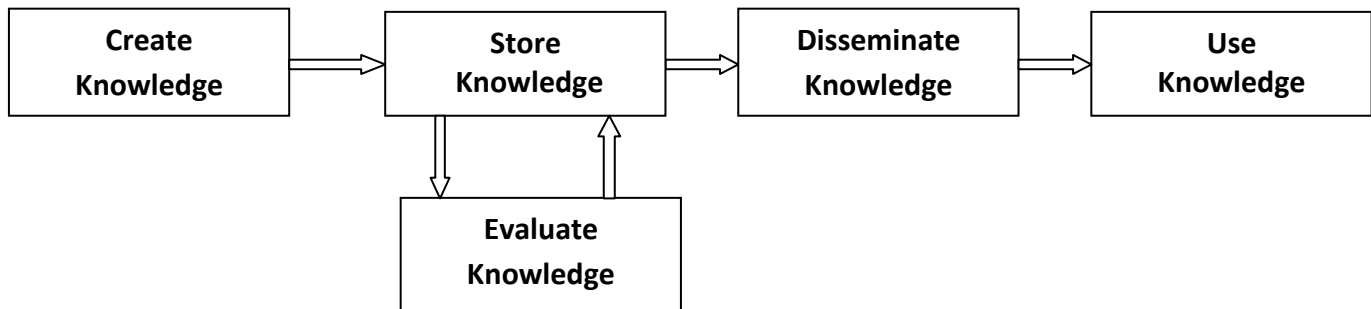 Create
Knowledge
Store
Knowledge
Disseminate
Knowledge
Use
Knowledge
Evaluate
Knowledge